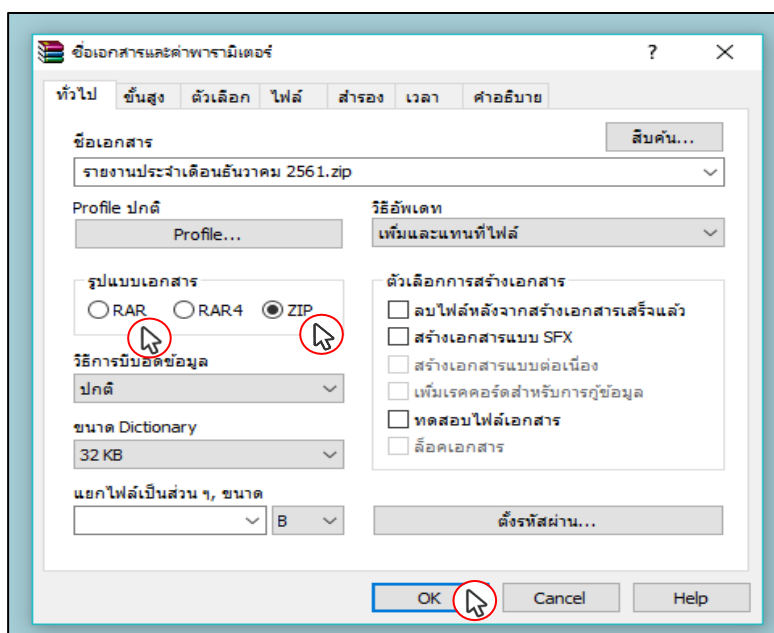 ชื่อเอกสารและค่าพารามิเตอร์ ?
ทั่วไป ขั้นสูง ตัวเลือก ไฟล์ สำรอง เวลา คำอธิบาย
ชื่อเอกสาร สืบค้น...
รายงานประจำเดือนธันวาคม 2561.zip
Profile ปกติ วิธีอัพเดท
Profile... เพิ่มและแทนที่ไฟล์
รูปแบบเอกสาร ตัวเลือกการสร้างเอกสาร
RAR RAR4 ZIP ลบไฟล์หลังจากสร้างเอกสารเสร็จแล้ว
สร้างเอกสารแบบ SFX
วิธีการบีบอัดข้อมูล สร้างเอกสารแบบต่อเนื่อง
ปกติ เพิ่มเรคคอร์ดสำหรับการกู้ข้อมูล
ขนาด Dictionary ทดสอบไฟล์เอกสาร
32 KB ล็อคเอกสาร
แยกไฟล์เป็นส่วน ๆ, ขนาด
B ตั้งรหัสผ่าน...
OK Cancel Help